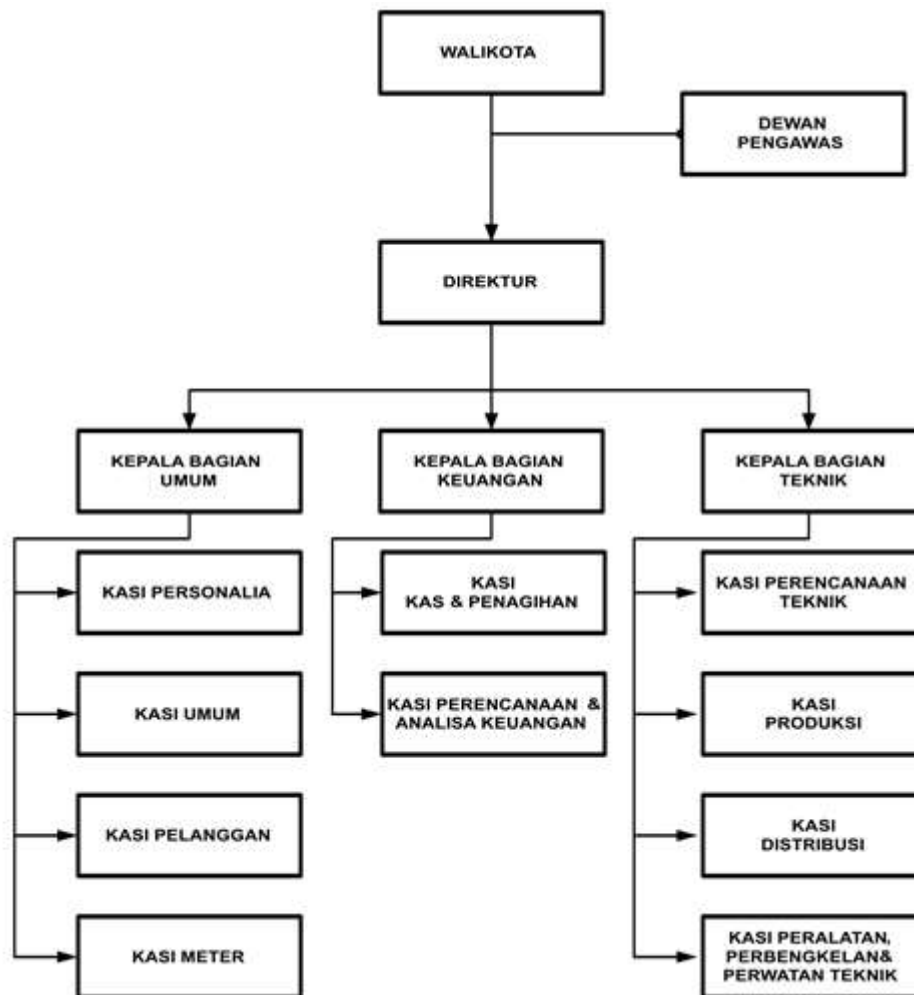 WALIKOTA
DEWAN
PENGAWAS
DIREKTUR
KEPALA BAGIAN
UMUM
KEPALA BAGIAN
KEUANGAN
KEPALA BAGIAN
TEKNIK
KASI PERSONALIA
KASI
KAS & PENAGIHAN
KASI PERENCANAAN
TEKNIK
KASI UMUM
KASI PERENCANAAN &
ANALISA KEUANGAN
KASI
PRODUKSI
KASI PELANGGAN
KASI
DISTRIBUSI
KASI METER
KASI PERALATAN,
PERBENGKELAN&
PERWATAN TEKNIK